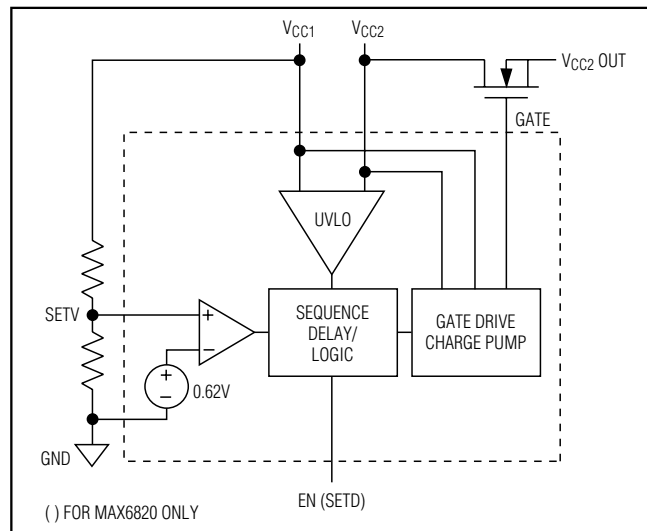 VCC1
VCC2
VCC2 OUT
GATE
UVLO
SETV
+
−
SEQUENCE
DELAY/
LOGIC
GATE DRIVE
CHARGE PUMP
+
−
0.62V
GND
EN (SETD)
( ) FOR MAX6820 ONLY